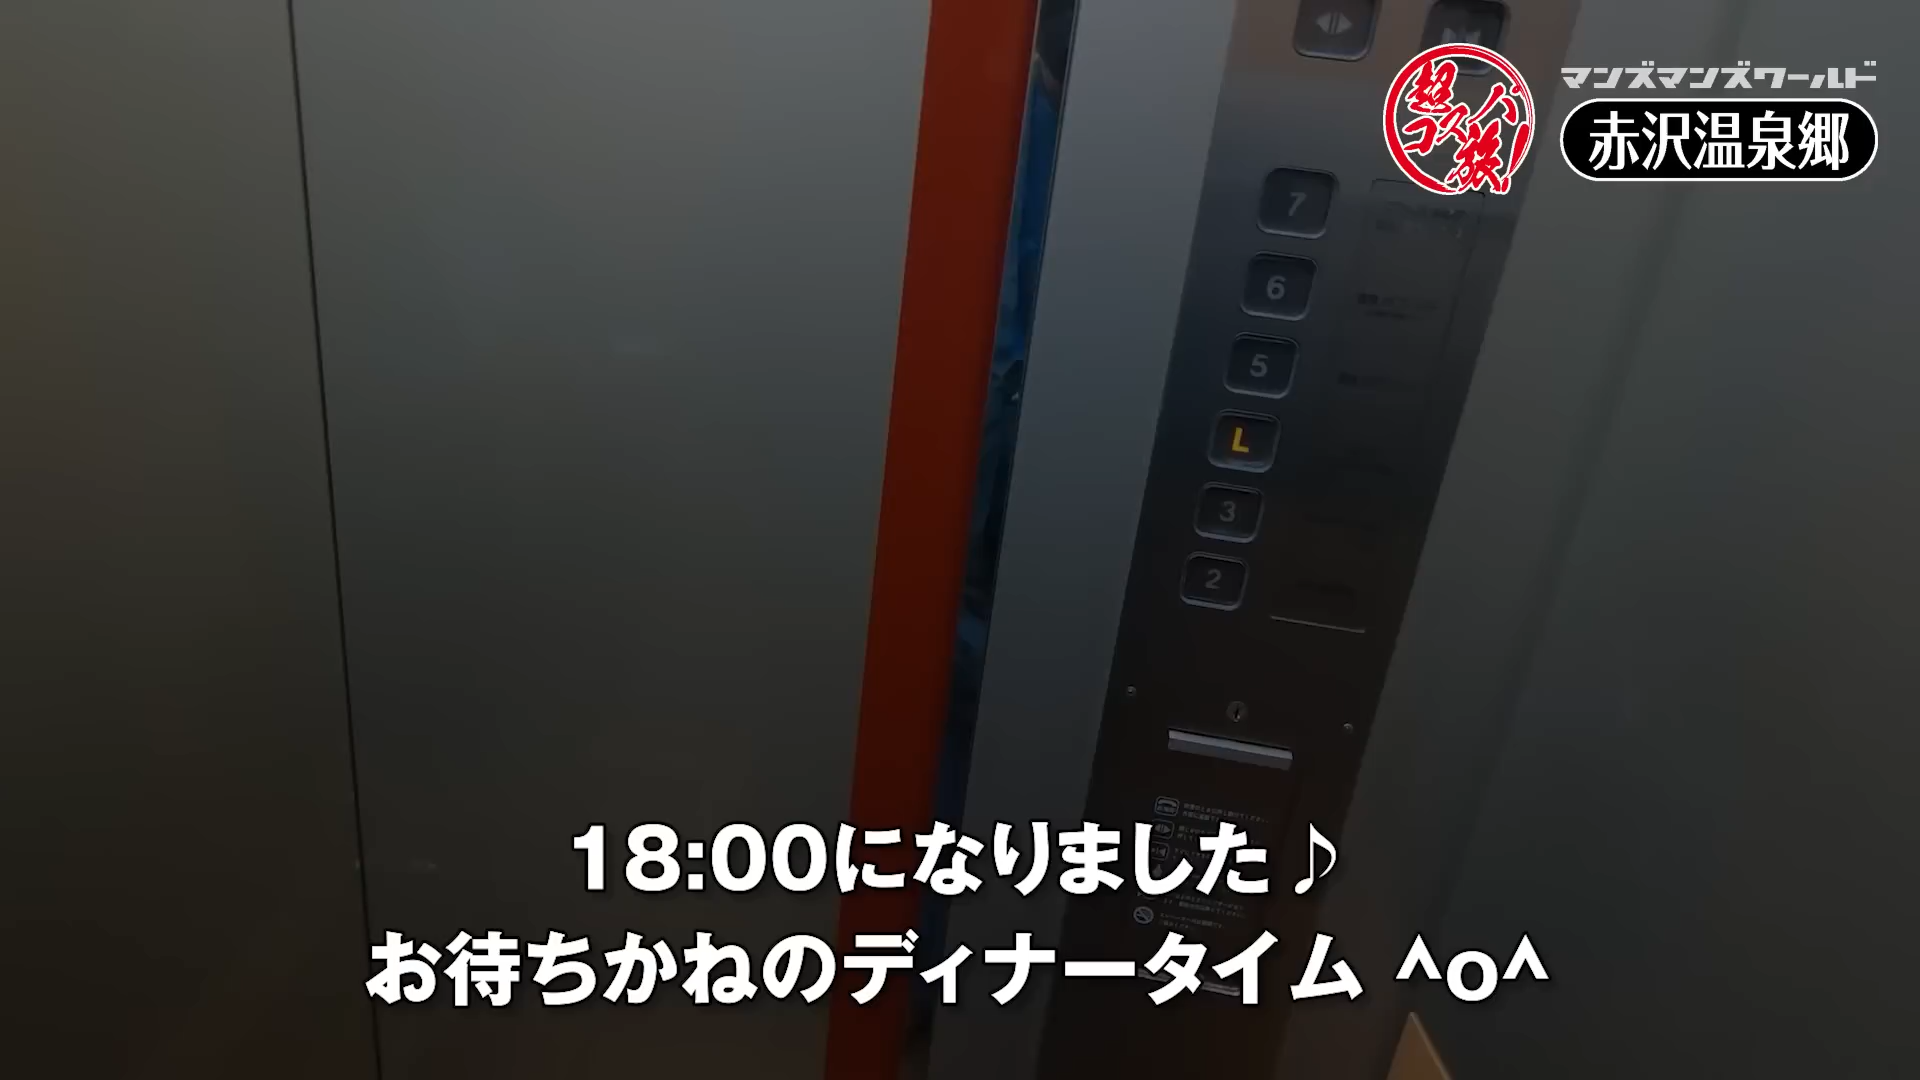 超コスパ旅!
マンズマンズワールド
赤沢温泉郷
7
6
5
L
3
2
18:00になりました♪
お待ちかねのディナータイム ^o^